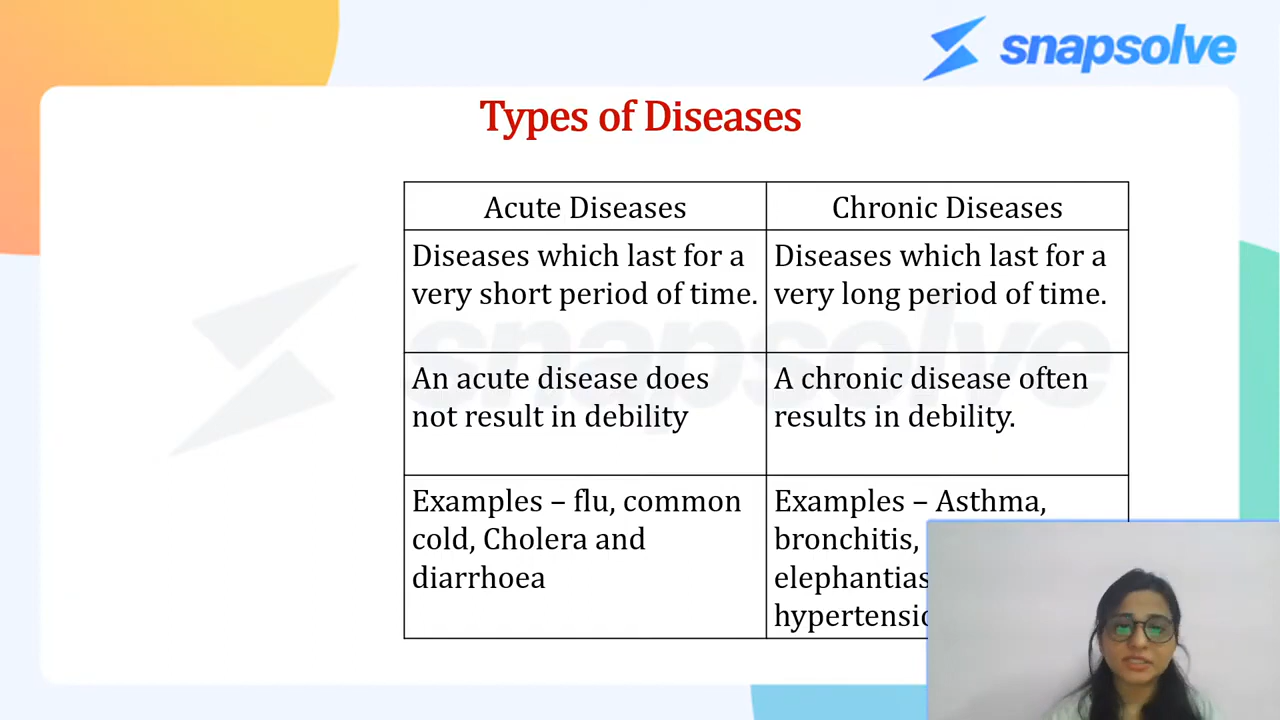 snapsolve
Types of Diseases
Acute Diseases
Chronic Diseases
Diseases which last for a
very short period of time.
Diseases which last for a
very long period of time.
An acute disease does
not result in debility
A chronic disease often
results in debility.
Examples – flu, common
cold, Cholera and
diarrhoea
Examples – Asthma,
bronchitis,
snapsolve